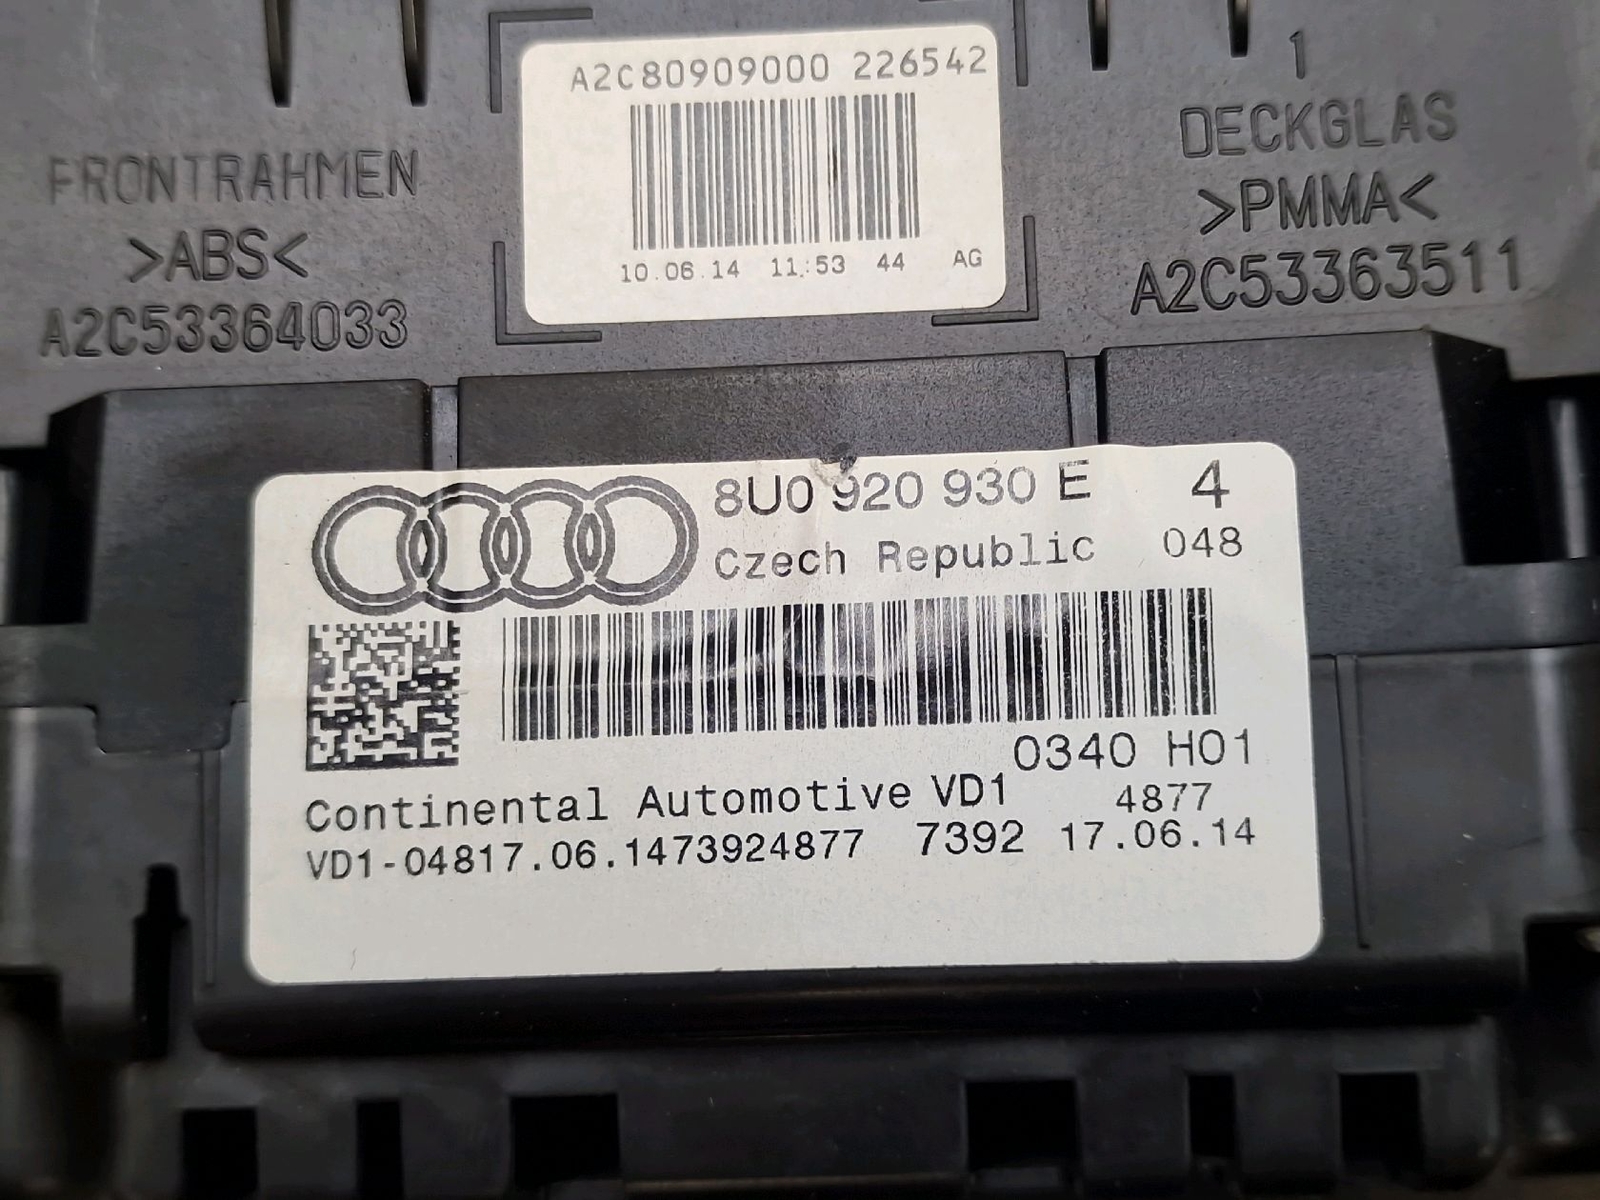 A2C80909000 226542
10.06.14 11:53 44 AG
FRONTRAHMEN
>ABS<
A2C53364033
1
DECKGLAS
>PMMA<
A2C53363511
8U0 920 930 E 4
Czech Republic 048
0340 H01
Continental Automotive VD1 4877
VD1-04817.06.1473924877 7392 17.06.14